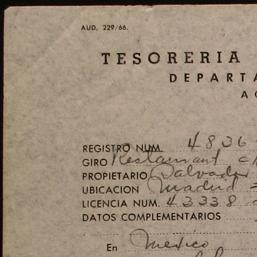 AUD. 229/66.
TESORERIA
DEPARTA
A
REGISTRO NUM. 4836
GIRO Restaurant
PROPIETARIO Salvador
UBICACION Madrid
LICENCIA NUM. 43338
DATOS COMPLEMENTARIOS
En Mexico